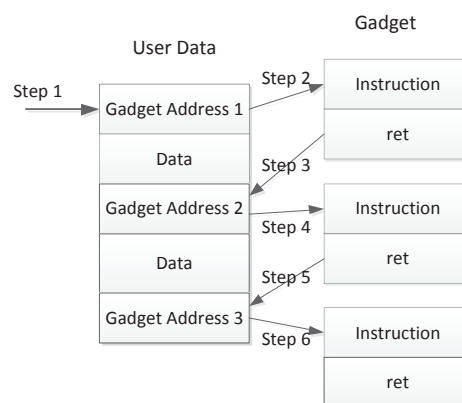 Gadget
User Data
Step 1
Step 2
Gadget Address 1
Instruction
Data
ret
Step 3
Gadget Address 2
Instruction
Step 4
Data
ret
Step 5
Gadget Address 3
Instruction
Step 6
ret